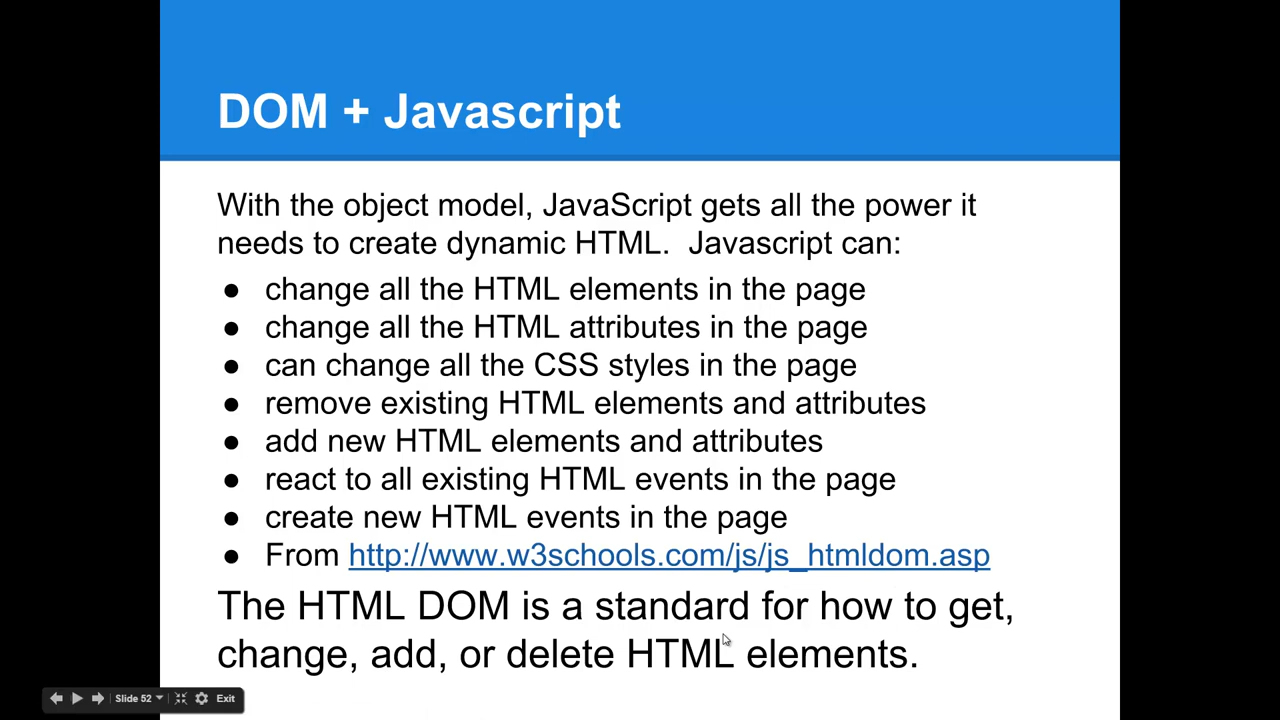 DOM + Javascript
With the object model, JavaScript gets all the power it
needs to create dynamic HTML.  Javascript can:
● change all the HTML elements in the page
● change all the HTML attributes in the page
● can change all the CSS styles in the page
● remove existing HTML elements and attributes
● add new HTML elements and attributes
● react to all existing HTML events in the page
● create new HTML events in the page
● From http://www.w3schools.com/js/js_htmldom.asp
The HTML DOM is a standard for how to get,
change, add, or delete HTML elements.
Slide 52 Exit